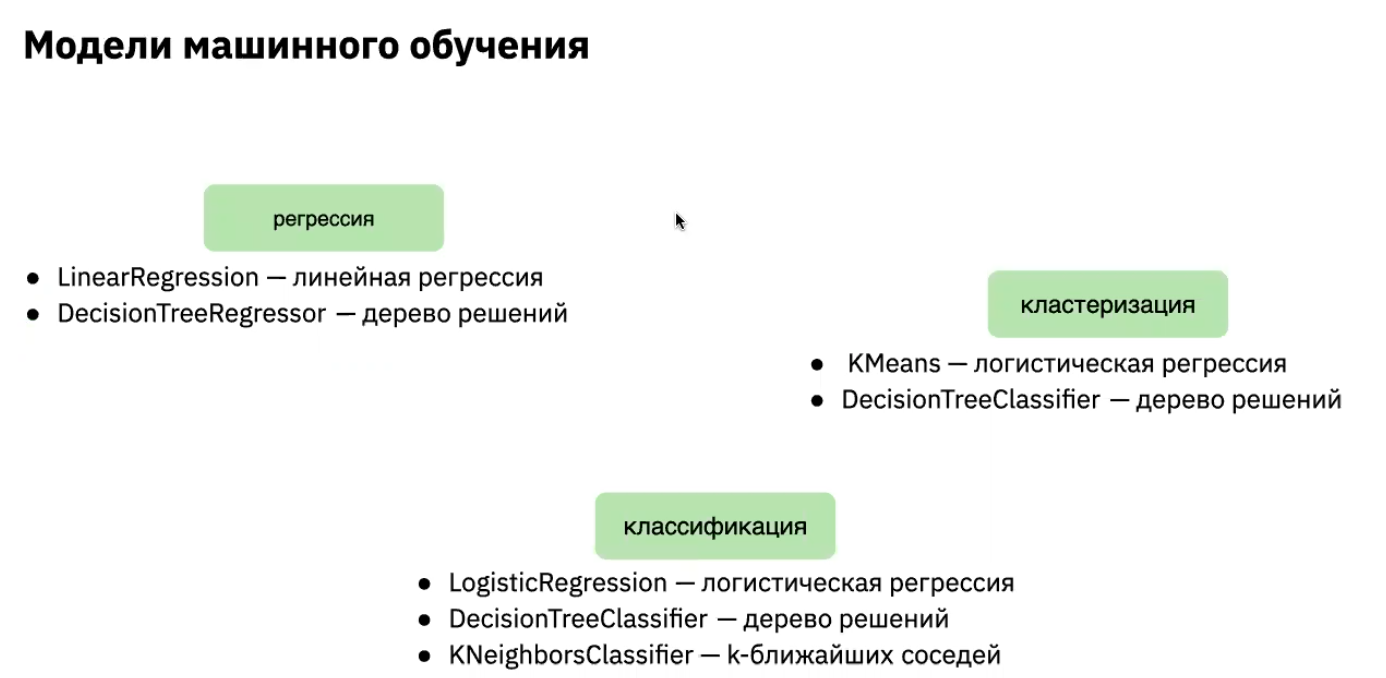 Модели машинного обучения
регрессия
● LinearRegression — линейная регрессия
● DecisionTreeRegressor — дерево решений
кластеризация
● KMeans — логистическая регрессия
● DecisionTreeClassifier — дерево решений
классификация
● LogisticRegression — логистическая регрессия
● DecisionTreeClassifier — дерево решений
● KNeighborsClassifier — k-ближайших соседей